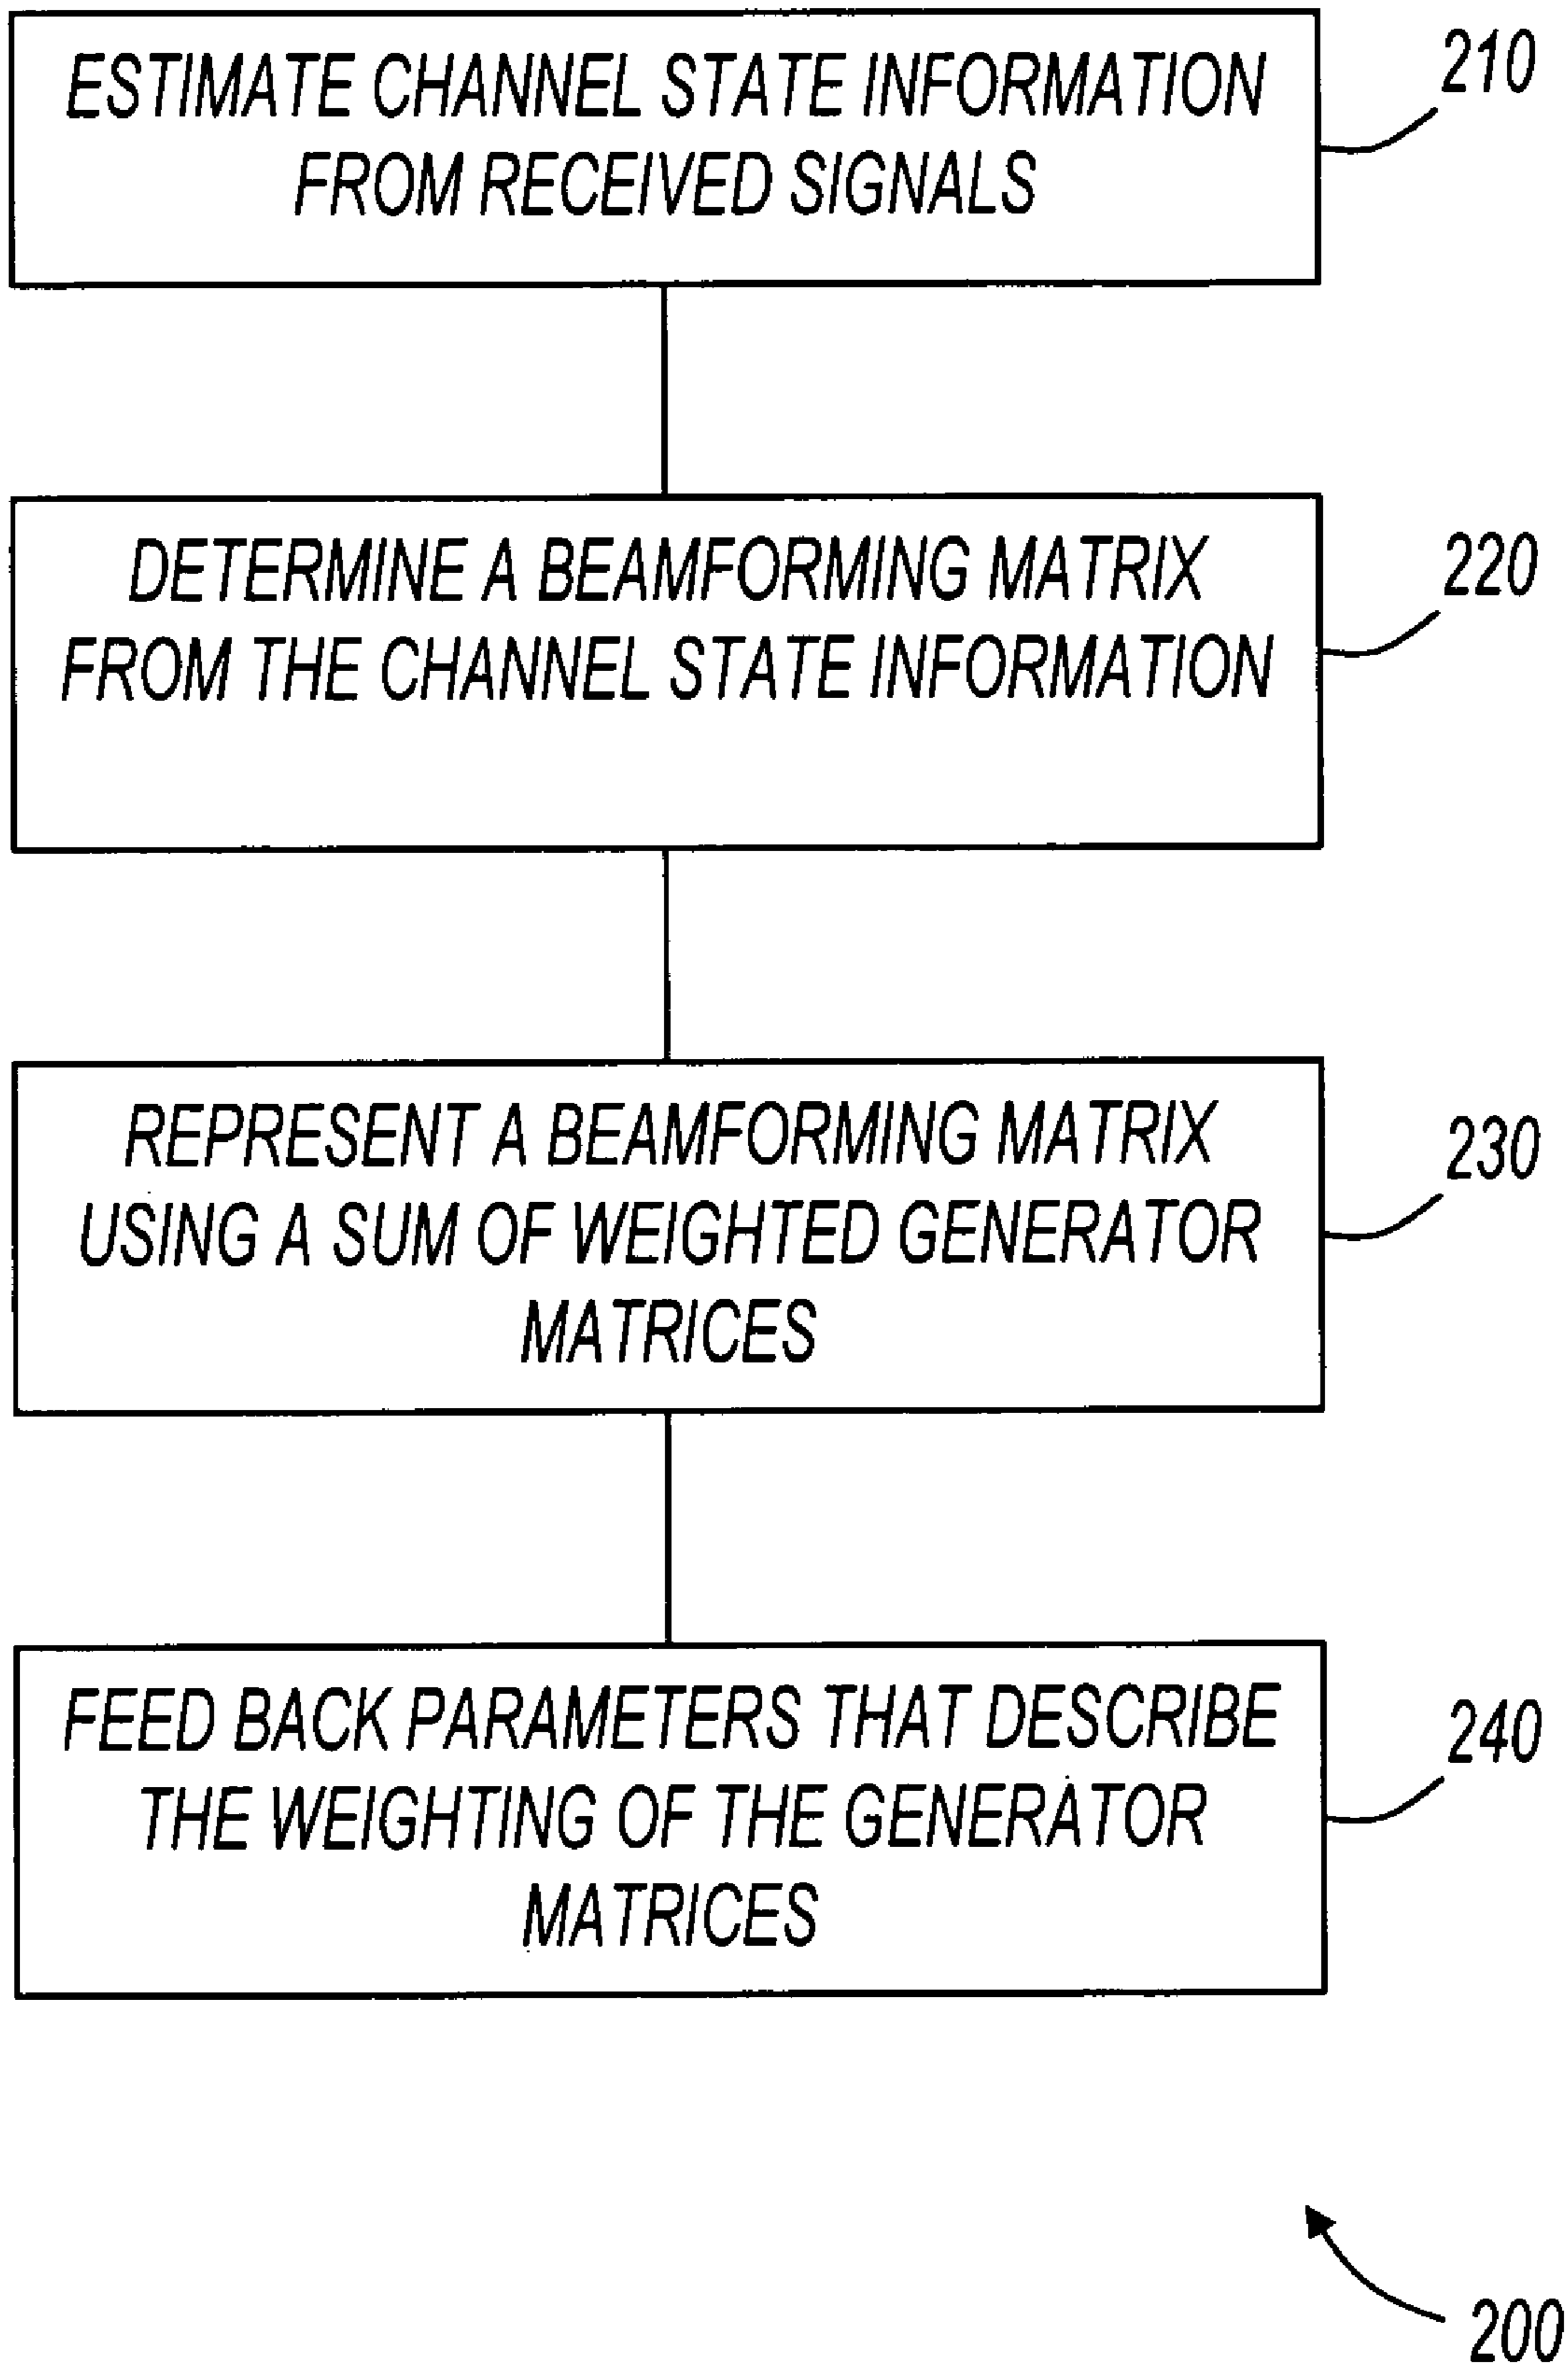 ESTIMATE CHANNEL STATE INFORMATION
FROM RECEIVED SIGNALS
210
DETERMINE A BEAMFORMING MATRIX
FROM THE CHANNEL STATE INFORMATION
220
REPRESENT A BEAMFORMING MATRIX
USING A SUM OF WEIGHTED GENERATOR
MATRICES
230
FEED BACK PARAMETERS THAT DESCRIBE
THE WEIGHTING OF THE GENERATOR
MATRICES
240
200